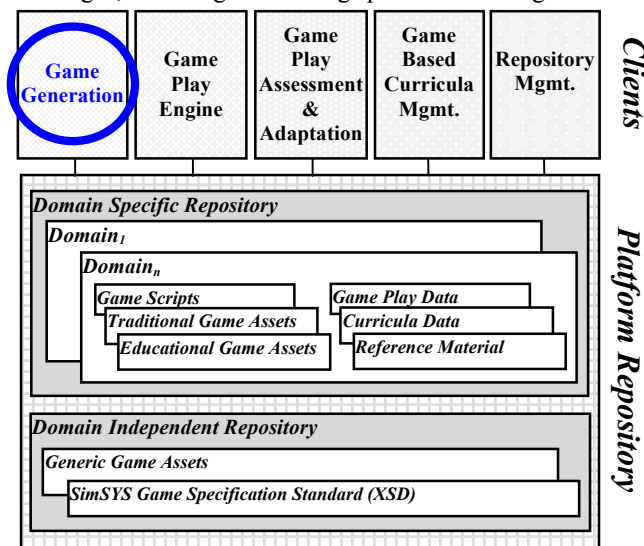 Game
Generation
Game
Play
Engine
Game
Play
Assessment
&
Adaptation
Game
Based
Curricula
Mgmt.
Repository
Mgmt.
Clients
Domain Specific Repository
Domain1
Domainn
Game Scripts
Traditional Game Assets
Educational Game Assets
Game Play Data
Curricula Data
Reference Material
Platform Repository
Domain Independent Repository
Generic Game Assets
SimSYS Game Specification Standard (XSD)